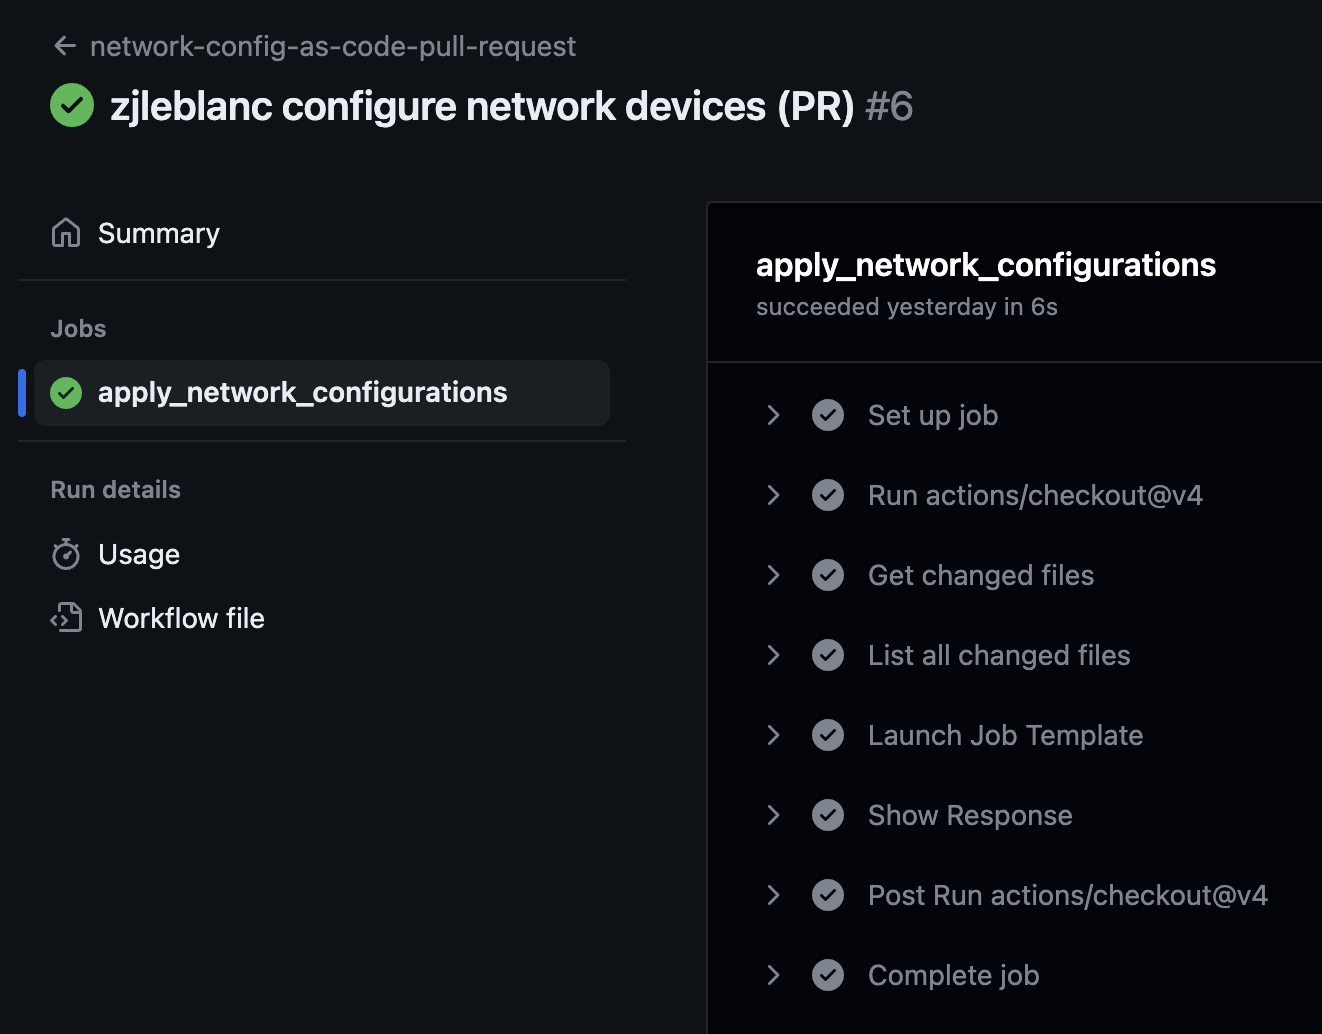 network-config-as-code-pull-request
zjleblanc configure network devices (PR) #6
Summary
Jobs
apply_network_configurations
Run details
Usage
Workflow file
apply_network_configurations
succeeded yesterday in 6s
Set up job
Run actions/checkout@v4
Get changed files
List all changed files
Launch Job Template
Show Response
Post Run actions/checkout@v4
Complete job